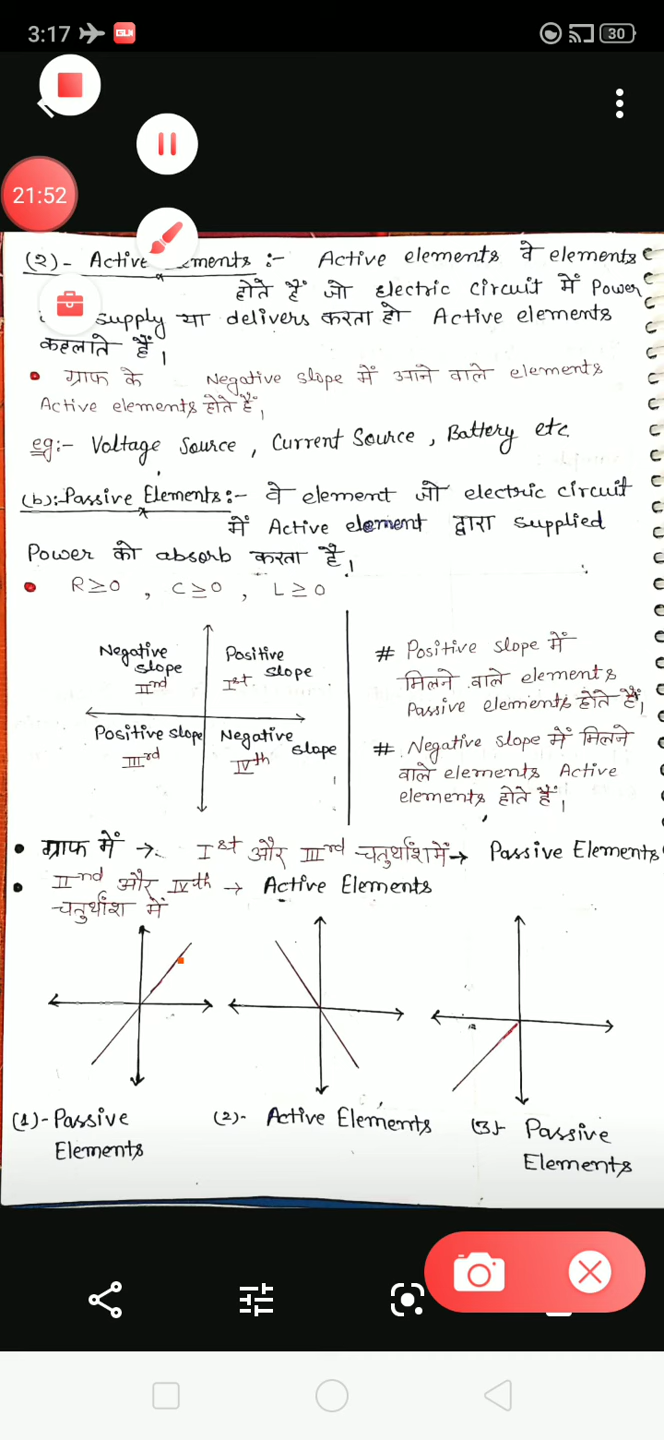 3:17
30
21:52
(२)- Active ements :- Active elements वे elements
होते हैं जो electric circuit में Power
supply या delivers करता हो Active elements
कहलाते हैं।
• ग्राफ के Negative slope में आने वाले elements
Active elements होते हैं,
eg:- Voltage Source, Current Source, Battery etc.
(b):Passive Elements:- वे element जो electric circuit
में Active element द्वारा supplied
Power को absorb करता है।
• R≥0, C≥0, L≥0
Negative slope IInd
Positive slope Ist
Positive slope IIIrd
Negative slope IVth
# Positive slope में
मिलने वाले elements
Passive elements होते हैं,
# Negative slope में मिलने
वाले elements Active
elements होते हैं।
• ग्राफ में → Ist और IIIrd चतुर्थांश में → Passive Elements
• IInd और IVth → Active Elements
चतुर्थांश में
(1)- Passive Elements
(2)- Active Elements
(3)- Passive Elements